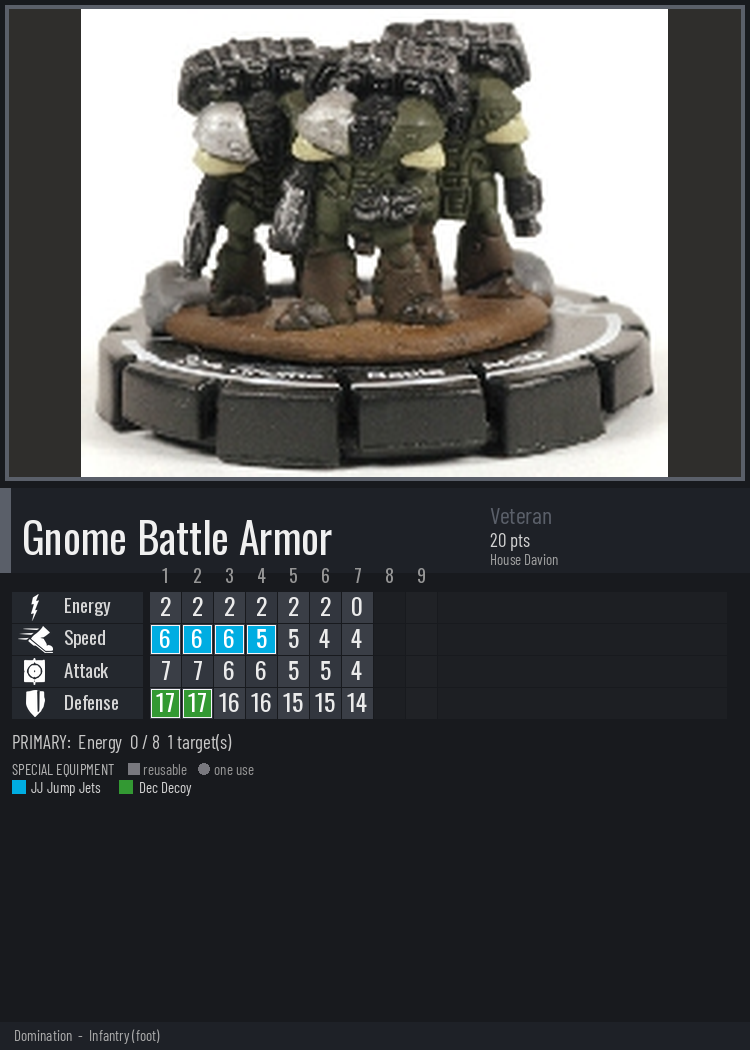 Battle
Gnome Battle Armor
Veteran
20 pts
House Davion
1 2 3 4 5 6 7 8 9
Energy 2 2 2 2 2 2 0
Speed 6 6 6 5 5 4 4
Attack 7 7 6 6 5 5 4
Defense 17 17 16 16 15 15 14
PRIMARY: Energy 0 / 8 1 target(s)
SPECIAL EQUIPMENT reusable one use
JJ Jump Jets Dec Decoy
Domination - Infantry (foot)